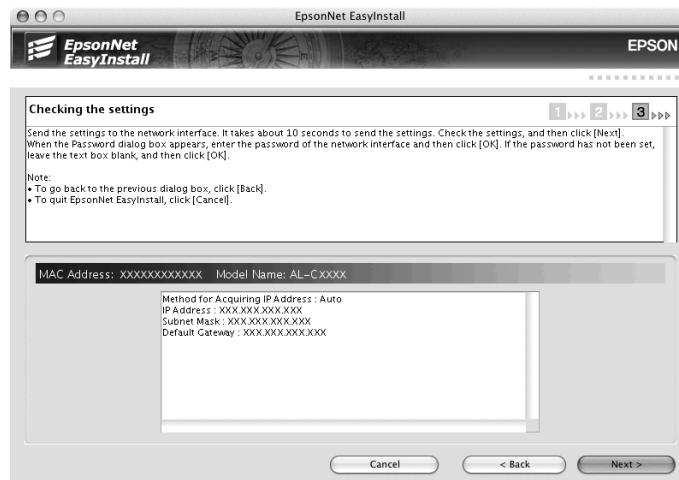 EpsonNet EasyInstall
EpsonNet
EasyInstall
EPSON
Checking the settings
1 2 3
Send the settings to the network interface. It takes about 10 seconds to send the settings. Check the settings, and then click [Next].
When the Password dialog box appears, enter the password of the network interface and then click [OK]. If the password has not been set,
leave the text box blank, and then click [OK].
Note:
• To go back to the previous dialog box, click [Back].
• To quit EpsonNet EasyInstall, click [Cancel].
MAC Address: XXXXXXXXXXXX Model Name: AL-CXXXX
Method for Acquiring IP Address : Auto
IP Address : XXX.XXX.XXX.XXX
Subnet Mask : XXX.XXX.XXX.XXX
Default Gateway : XXX.XXX.XXX.XXX
Cancel < Back Next >